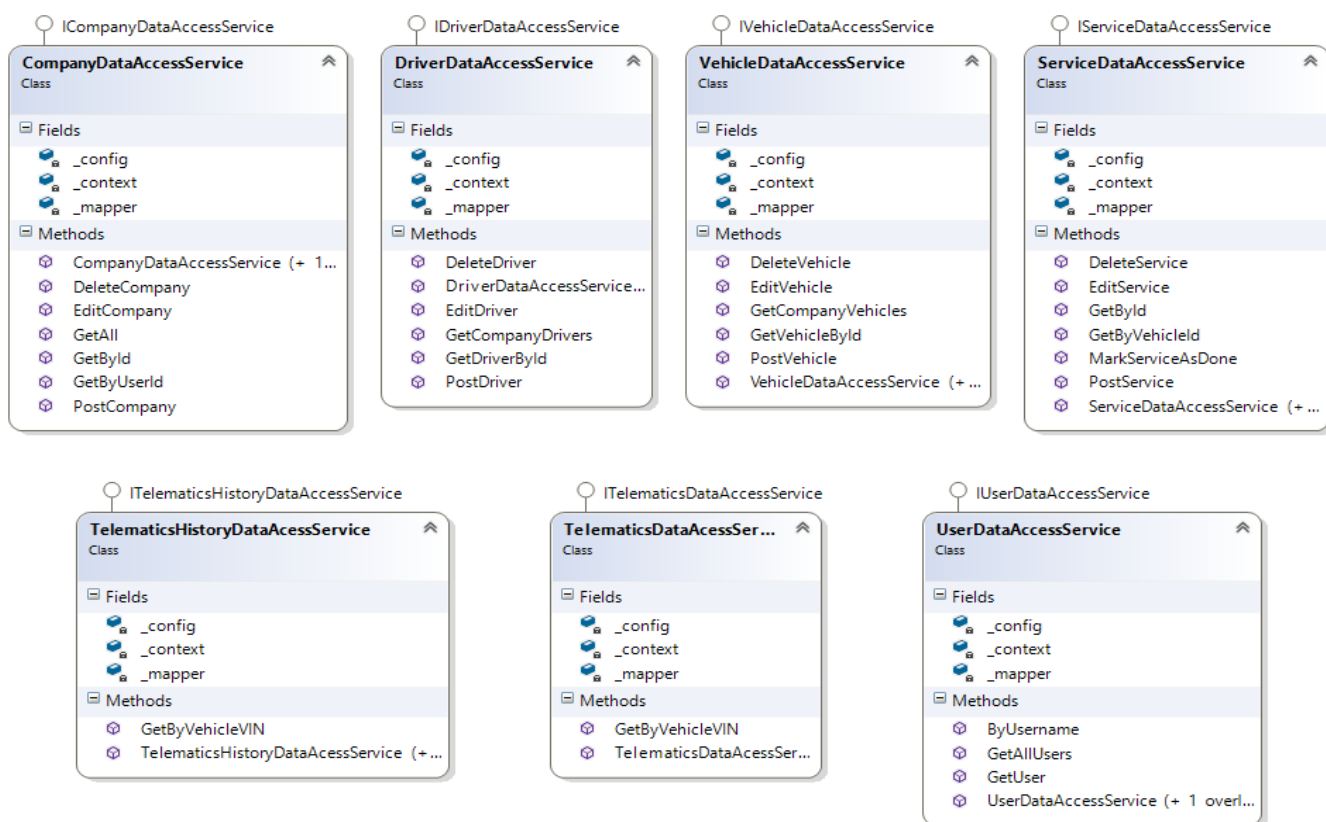 ICompanyDataAccessService
CompanyDataAccessService
Class
Fields
_config
_context
_mapper
Methods
CompanyDataAccessService (+ 1...
DeleteCompany
EditCompany
GetAll
GetById
GetByUserId
PostCompany
IDriverDataAccessService
DriverDataAccessService
Class
Fields
_config
_context
_mapper
Methods
DeleteDriver
DriverDataAccessService...
EditDriver
GetCompanyDrivers
GetDriverById
PostDriver
IVehicleDataAccessService
VehicleDataAccessService
Class
Fields
_config
_context
_mapper
Methods
DeleteVehicle
EditVehicle
GetCompanyVehicles
GetVehicleById
PostVehicle
VehicleDataAccessService (+ ...
IServiceDataAccessService
ServiceDataAccessService
Class
Fields
_config
_context
_mapper
Methods
DeleteService
EditService
GetById
GetByVehicleId
MarkServiceAsDone
PostService
ServiceDataAccessService (+ ...
ITelematicsHistoryDataAccessService
TelematicsHistoryDataAcessService
Class
Fields
_config
_context
_mapper
Methods
GetByVehicleVIN
TelematicsHistoryDataAcessService (+...
ITelematicsDataAccessService
TelematicsDataAcessSer...
Class
Fields
_config
_context
_mapper
Methods
GetByVehicleVIN
TelematicsDataAcessSer...
IUserDataAccessService
UserDataAccessService
Class
Fields
_config
_context
_mapper
Methods
ByUsername
GetAllUsers
GetUser
UserDataAccessService (+ 1 overl...